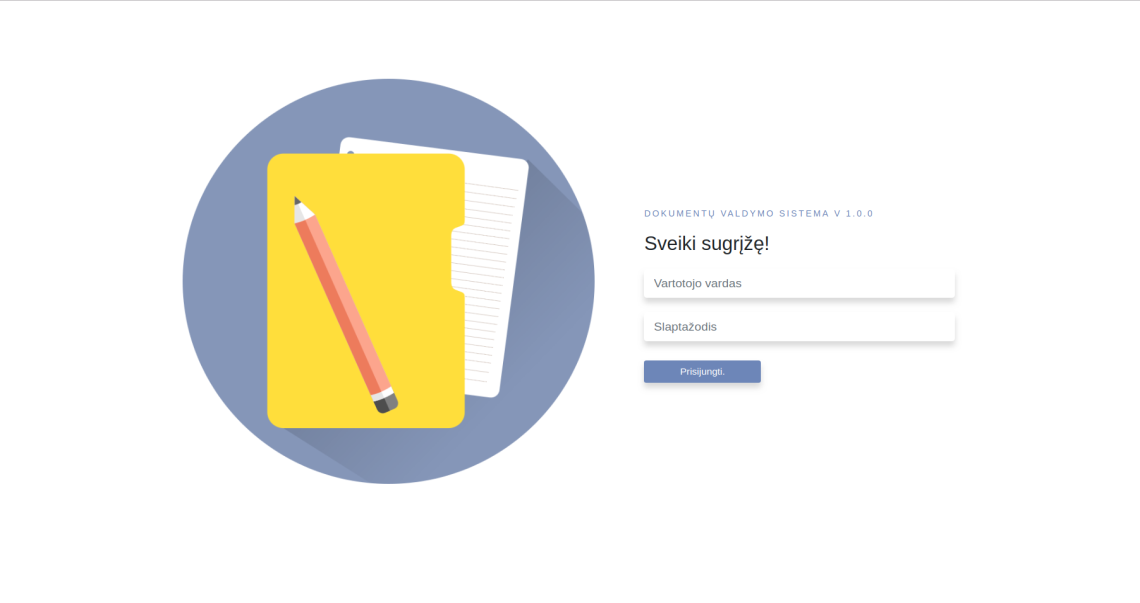 DOKUMENTŲ VALDYMO SISTEMA V 1.0.0
Sveiki sugrįžę!
Vartotojo vardas
Slaptažodis
Prisijungti.